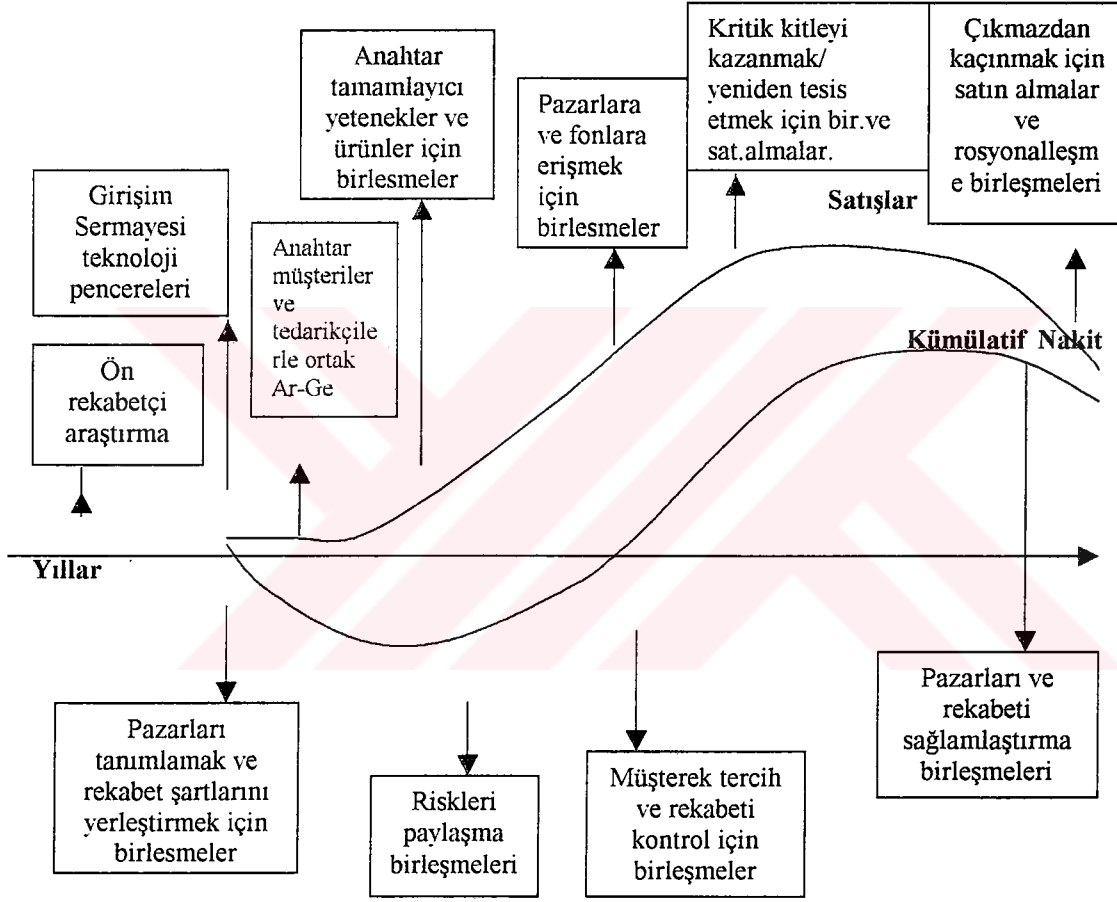 Anahtar
tamamlayıcı
yetenekler ve
ürünler için
birlesmeler
Kritik kitleyi
kazanmak/
yeniden tesis
etmek için bir.ve
sat.almalar.
Çıkmazdan
kaçınmak için
satın almalar
ve
rosyonalleşm
e birleşmeleri
Pazarlara
ve fonlara
erişmek
için
birlesmeler
Girişim
Sermayesi
teknoloji
pencereleri
Satışlar
Anahtar
müşteriler
ve
tedarikçile
rle ortak
Ar-Ge
Ön
rekabetçi
araştırma
Kümülatif Nakit
Yıllar
Pazarları
tanımlamak ve
rekabet şartlarını
yerleştirmek için
birlesmeler
Riskleri
paylaşma
birleşmeleri
Müşterek tercih
ve rekabeti
kontrol için
birleşmeler
Pazarları ve
rekabeti
sağlamlaştırma
birleşmeleri